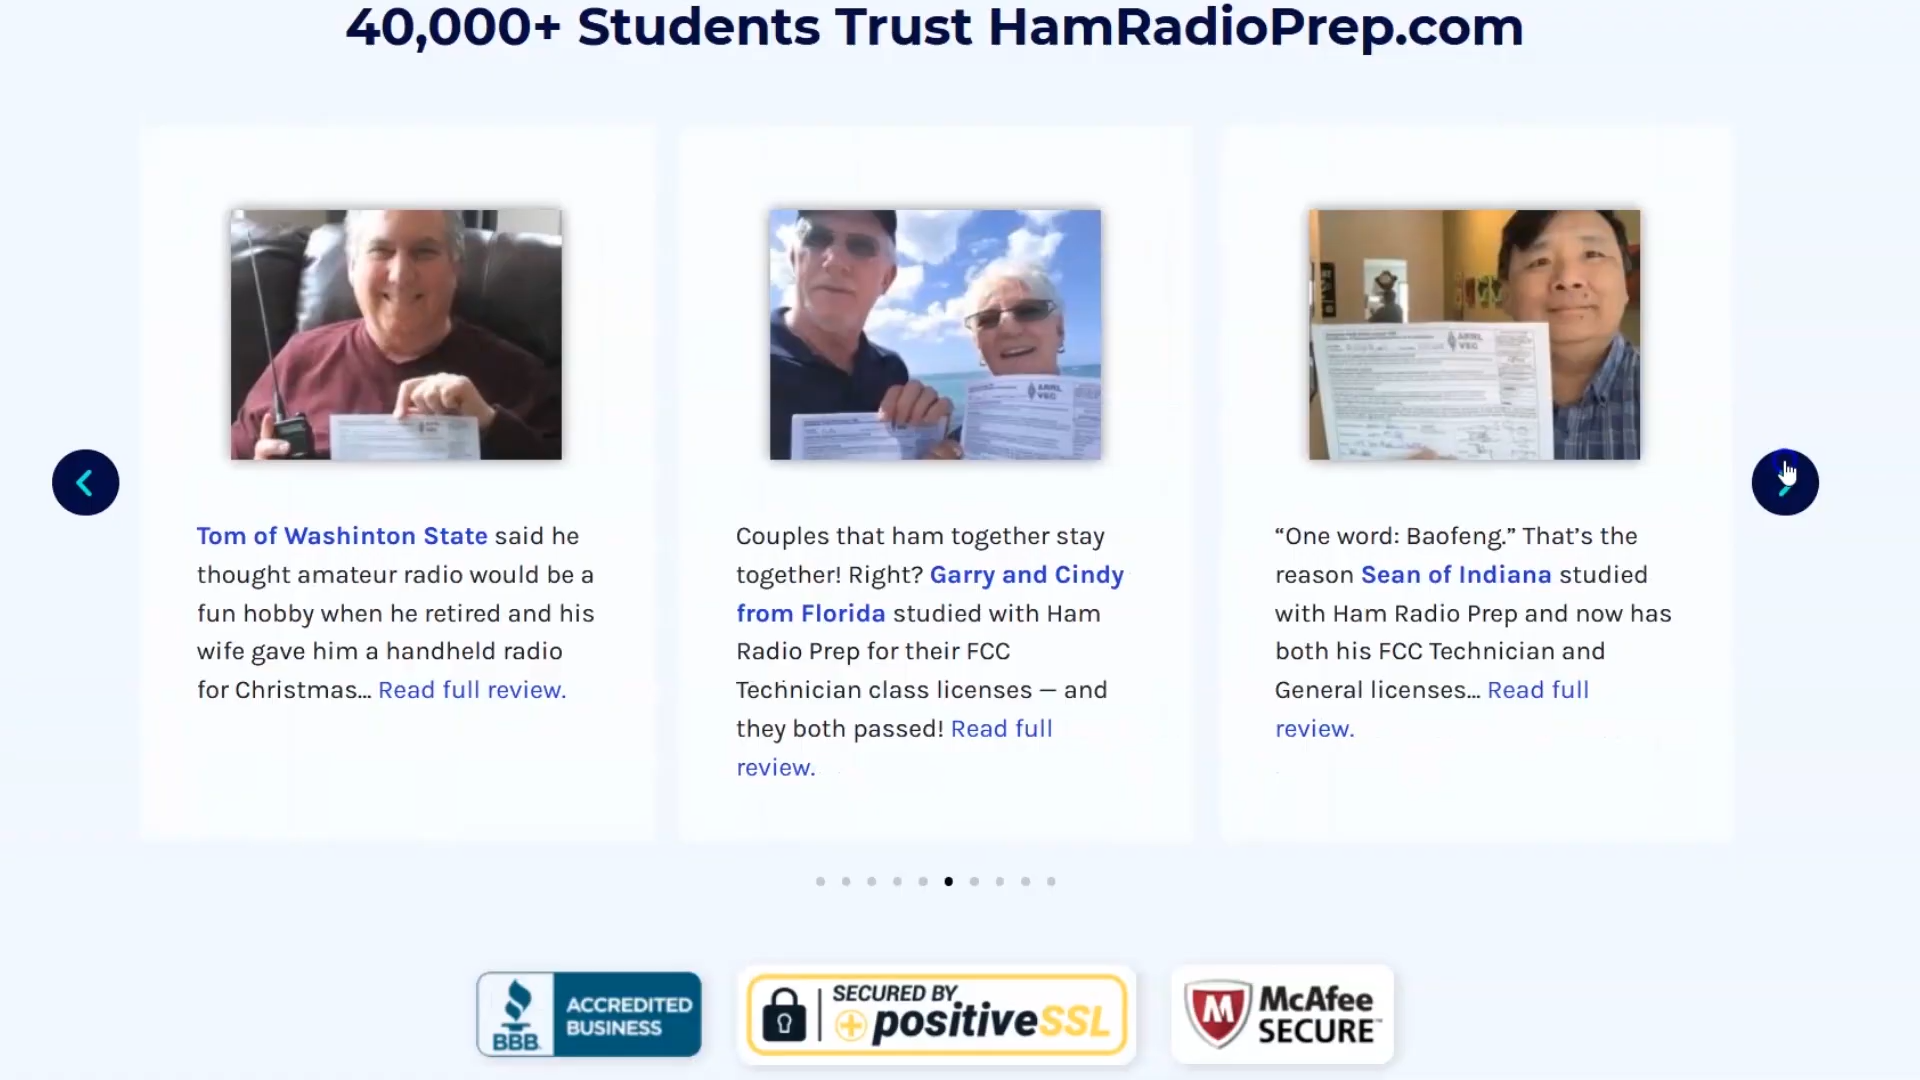 40,000+ Students Trust HamRadioPrep.com
ARRL
VEC
ARRL
VEC
Tom of Washinton State said he
thought amateur radio would be a
fun hobby when he retired and his
wife gave him a handheld radio
for Christmas... Read full review.
Couples that ham together stay
together! Right? Garry and Cindy
from Florida studied with Ham
Radio Prep for their FCC
Technician class licenses — and
they both passed! Read full
review.
“One word: Baofeng.” That’s the
reason Sean of Indiana studied
with Ham Radio Prep and now has
both his FCC Technician and
General licenses... Read full
review.
BBB
ACCREDITED
BUSINESS
SECURED BY
positiveSSL
McAfee
SECURE™